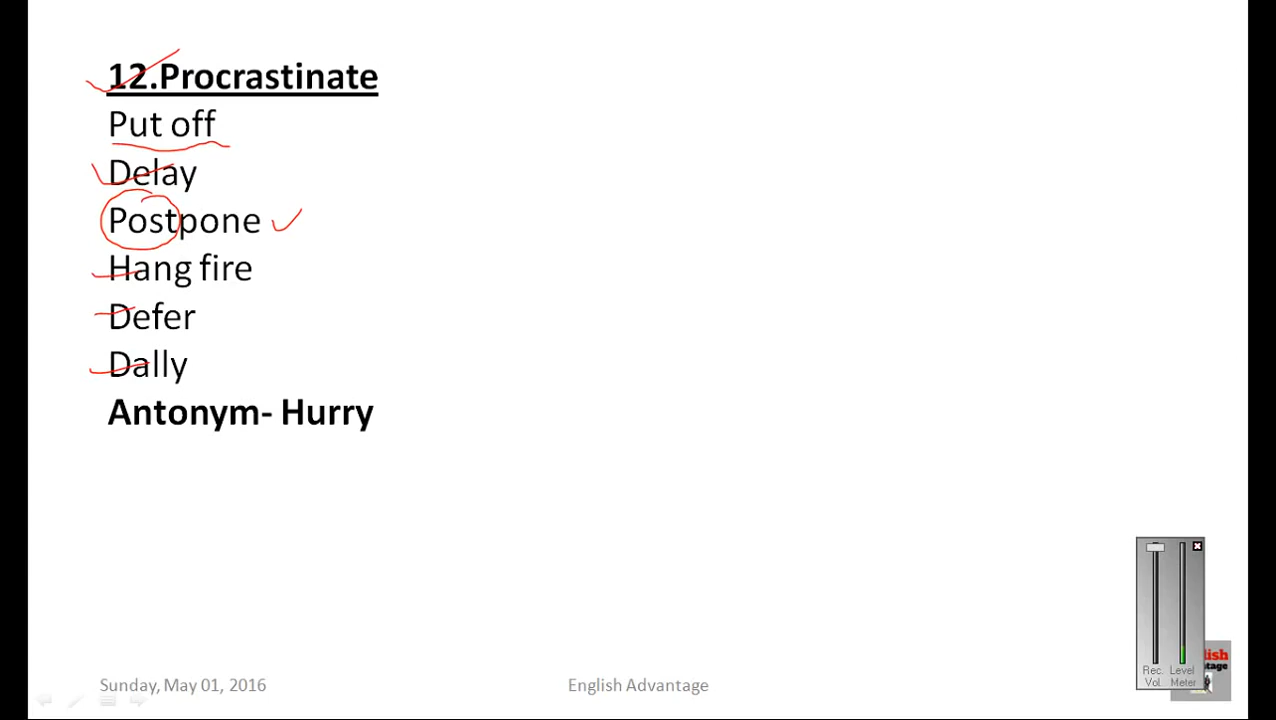 12.Procrastinate
Put off
Delay
Postpone
Hang fire
Defer
Dally
Antonym- Hurry
Sunday, May 01, 2016
English Advantage
Rec. Level
Vol. Meter